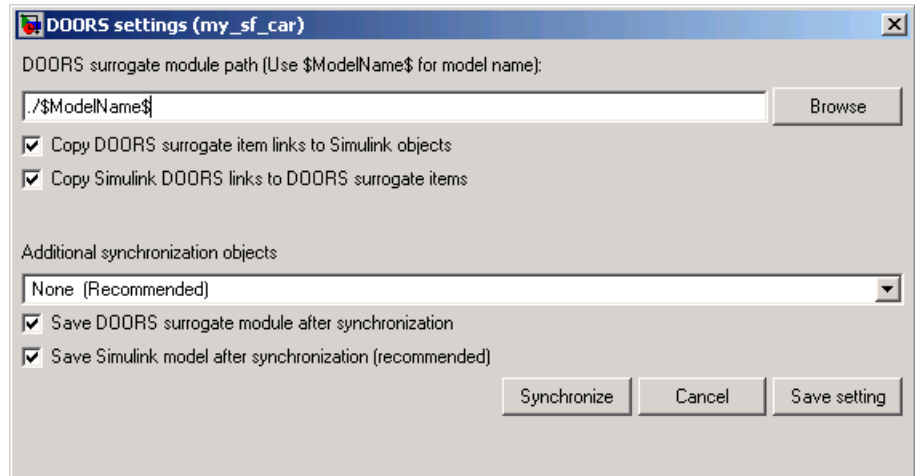 DOORS settings (my_sf_car)
DOORS surrogate module path (Use $ModelName$ for model name):
./$ModelName$ Browse
Copy DOORS surrogate item links to Simulink objects
Copy Simulink DOORS links to DOORS surrogate items
Additional synchronization objects
None (Recommended)
Save DOORS surrogate module after synchronization
Save Simulink model after synchronization (recommended)
Synchronize Cancel Save setting